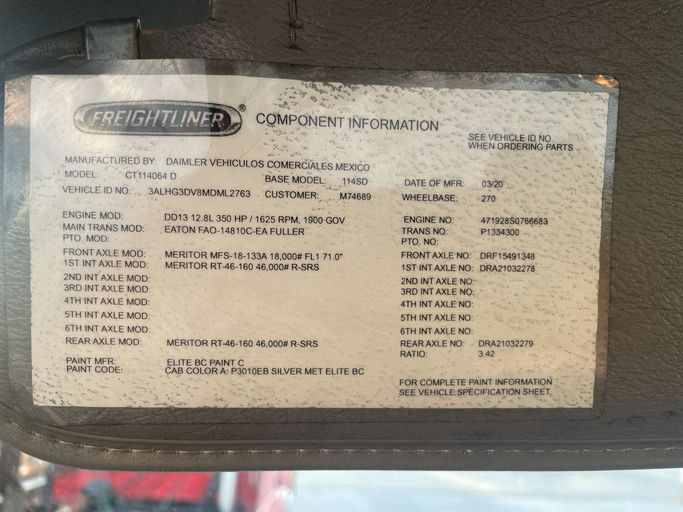 FREIGHTLINER® COMPONENT INFORMATION
SEE VEHICLE ID NO
WHEN ORDERING PARTS
MANUFACTURED BY: DAIMLER VEHICULOS COMERCIALES MEXICO
MODEL: CT114064 D BASE MODEL: 114SD DATE OF MFR: 03/20
VEHICLE ID NO: 3ALHG3DV8MDML2763 CUSTOMER: M74689 WHEELBASE: 270
ENGINE MOD: DD13 12.8L 350 HP / 1625 RPM, 1900 GOV ENGINE NO: 471928S0766683
MAIN TRANS MOD: EATON FAO-14810C-EA FULLER TRANS NO: P1334300
PTO MOD: PTO. NO:
FRONT AXLE MOD: MERITOR MFS-18-133A 18,000# FL1 71.0" FRONT AXLE NO: DRF15491348
1ST INT AXLE MOD: MERITOR RT-46-160 46,000# R-SRS 1ST INT AXLE NO: DRA21032278
2ND INT AXLE MOD: 2ND INT AXLE NO:
3RD INT AXLE MOD: 3RD INT AXLE NO:
4TH INT AXLE MOD: 4TH INT AXLE NO:
5TH INT AXLE MOD: 5TH INT AXLE NO:
6TH INT AXLE MOD: 6TH INT AXLE NO:
REAR AXLE MOD: MERITOR RT-46-160 46,000# R-SRS REAR AXLE NO: DRA21032279
RATIO: 3.42
PAINT MFR: ELITE BC PAINT C
PAINT CODE: CAB COLOR A: P3010EB SILVER MET ELITE BC
FOR COMPLETE PAINT INFORMATION
SEE VEHICLE SPECIFICATION SHEET